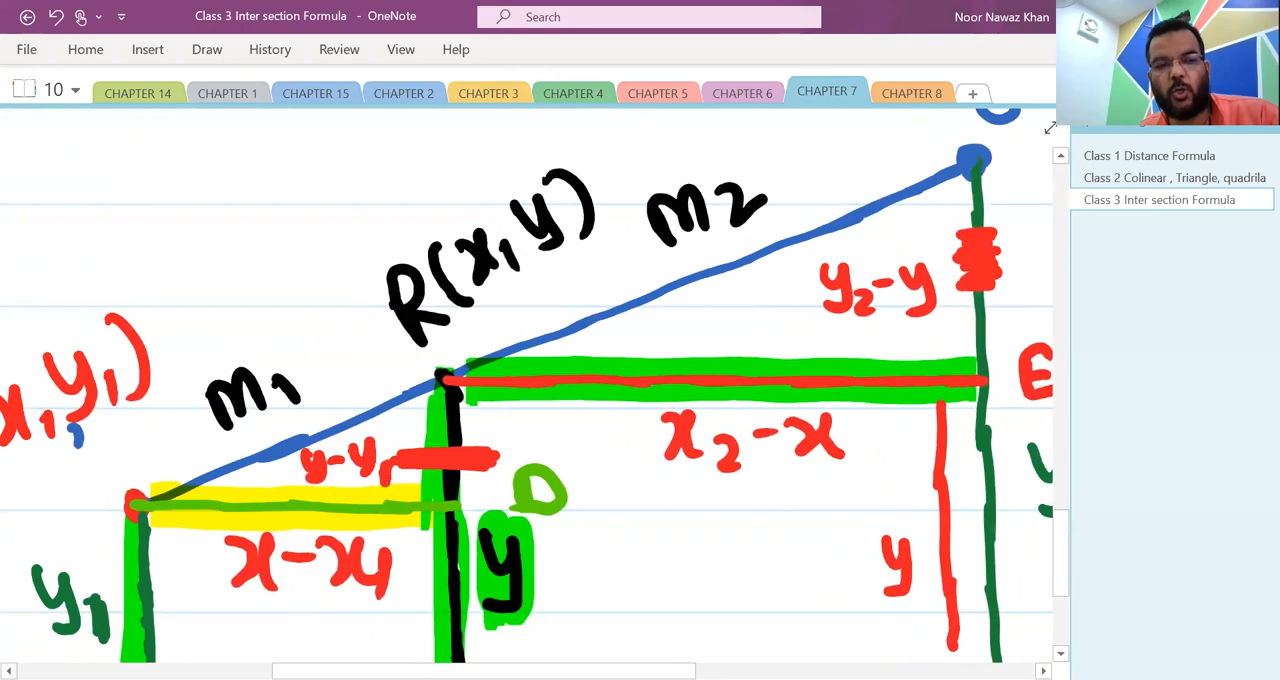 Class 3 Inter section Formula - OneNote
Search
Noor Nawaz Khan
File Home Insert Draw History Review View Help
10 CHAPTER 14 CHAPTER 1 CHAPTER 15 CHAPTER 2 CHAPTER 3 CHAPTER 4 CHAPTER 5 CHAPTER 6 CHAPTER 7 CHAPTER 8 +
Class 1 Distance Formula
Class 2 Colinear , Triangle, quadrila
Class 3 Inter section Formula
R(x, y)
m2
y2-y
x1, y1)
m1
E
y-y1
x2-x
D
x-x1
y
y
y1